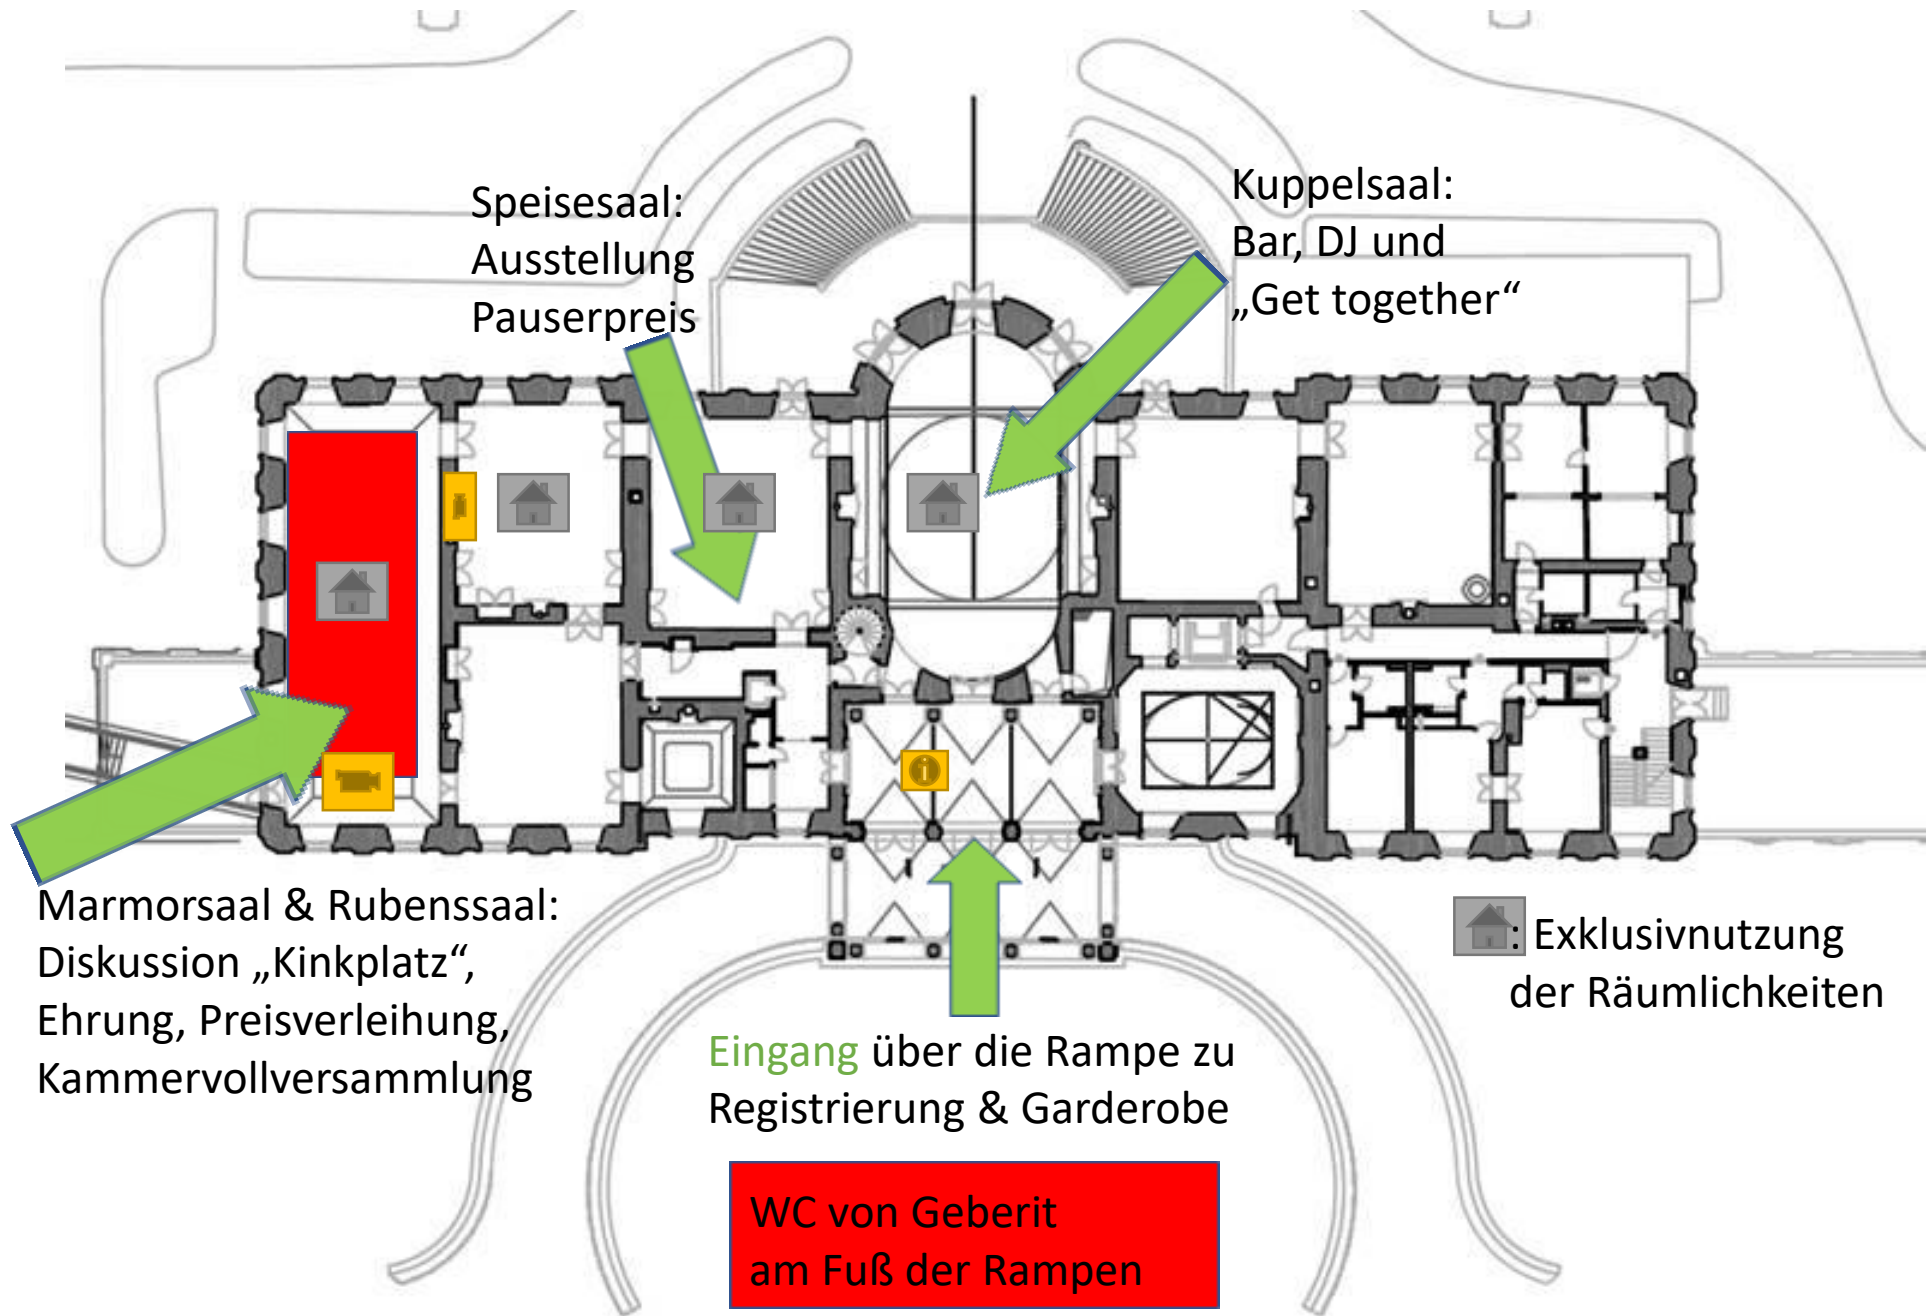 Speisesaal:
Ausstellung
Pauserpreis
Kuppelsaal:
Bar, DJ und
„Get together“
Marmorsaal & Rubenssaal:
Diskussion „Kinkplatz“,
Ehrung, Preisverleihung,
Kammervollversammlung
: Exklusivnutzung
der Räumlichkeiten
Eingang über die Rampe zu
Registrierung & Garderobe
WC von Geberit
am Fuß der Rampen